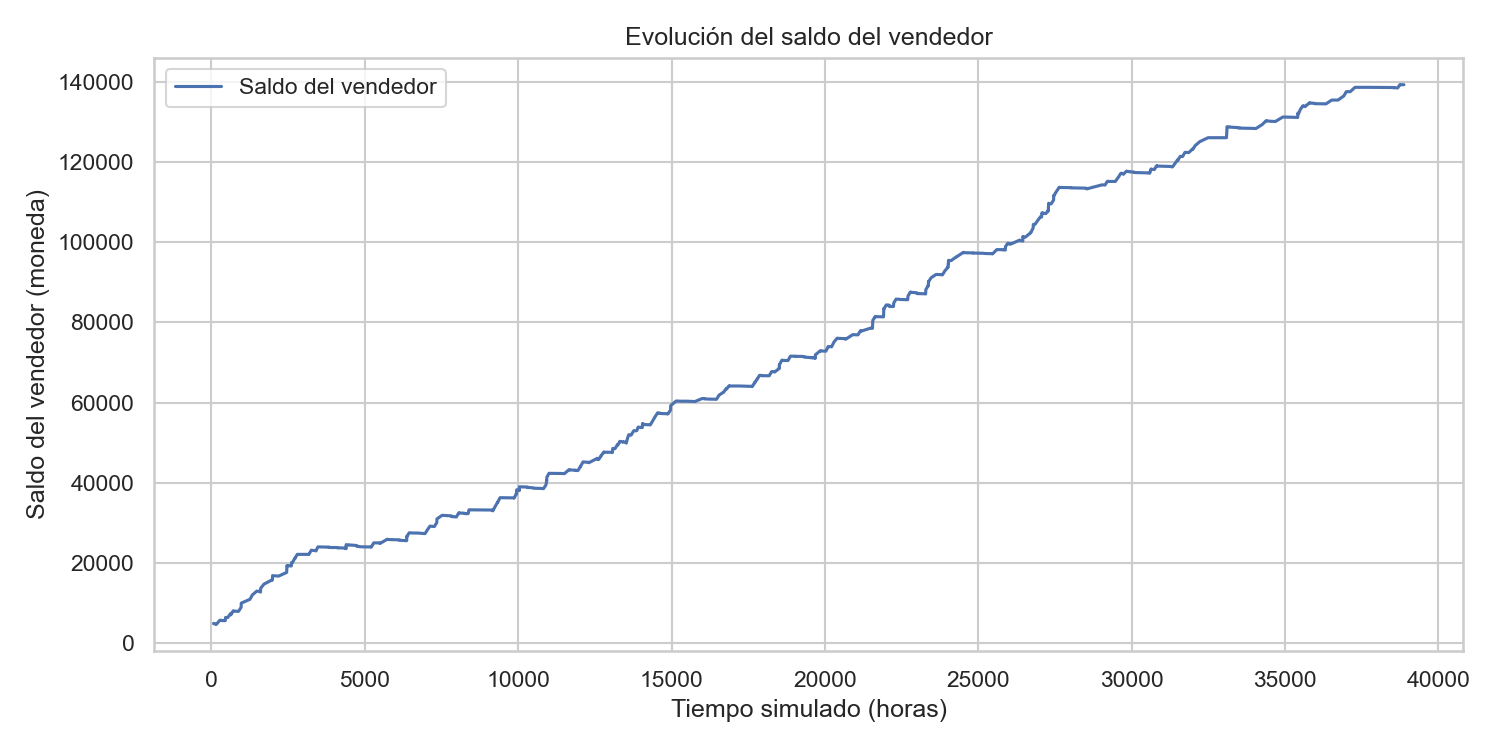 Evolución del saldo del vendedor
Saldo del vendedor
Saldo del vendedor (moneda)
140000
120000
100000
80000
60000
40000
20000
0
0 5000 10000 15000 20000 25000 30000 35000 40000
Tiempo simulado (horas)